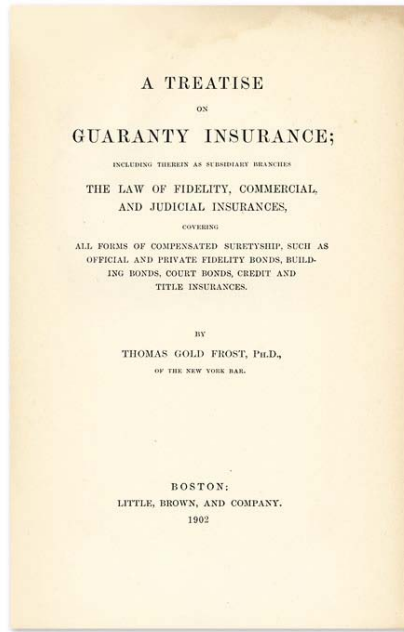 A TREATISE
ON
GUARANTY INSURANCE;
INCLUDING THEREIN AS SUBSIDIARY BRANCHES
THE LAW OF FIDELITY, COMMERCIAL,
AND JUDICIAL INSURANCES,
COVERING
ALL FORMS OF COMPENSATED SURETYSHIP, SUCH AS
OFFICIAL AND PRIVATE FIDELITY BONDS, BUILD-
ING BONDS, COURT BONDS, CREDIT AND
TITLE INSURANCES.
BY
THOMAS GOLD FROST, PH.D.,
OF THE NEW YORK BAR.
BOSTON:
LITTLE, BROWN, AND COMPANY.
1902